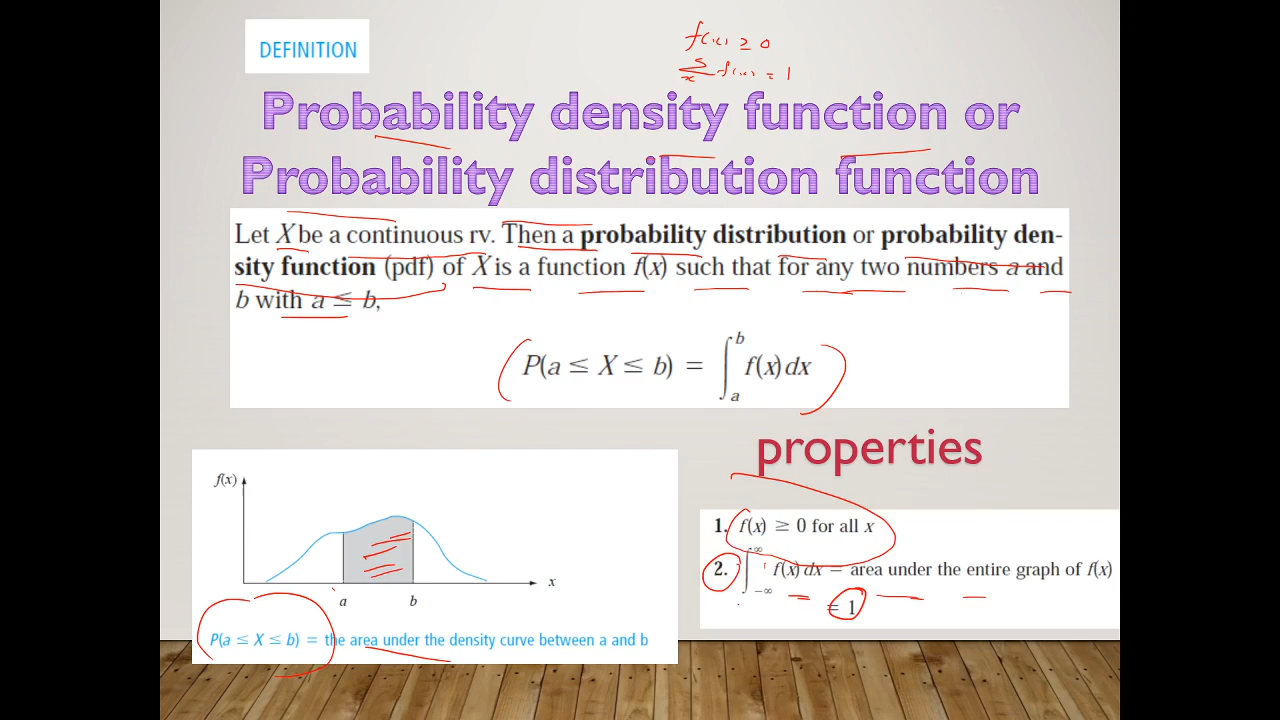 DEFINITION
f(x) ≥ 0
Σ f(x) = 1
x
Probability density function or
Probability distribution function
Let X be a continuous rv. Then a probability distribution or probability den-
sity function (pdf) of X is a function f(x) such that for any two numbers a and
b with a ≤ b,
P(a ≤ X ≤ b) = ∫_a^b f(x) dx
properties
1. f(x) ≥ 0 for all x
2. ∫_{-∞}^{∞} f(x) dx = area under the entire graph of f(x)
= 1
f(x)
x
a b
P(a ≤ X ≤ b) = the area under the density curve between a and b